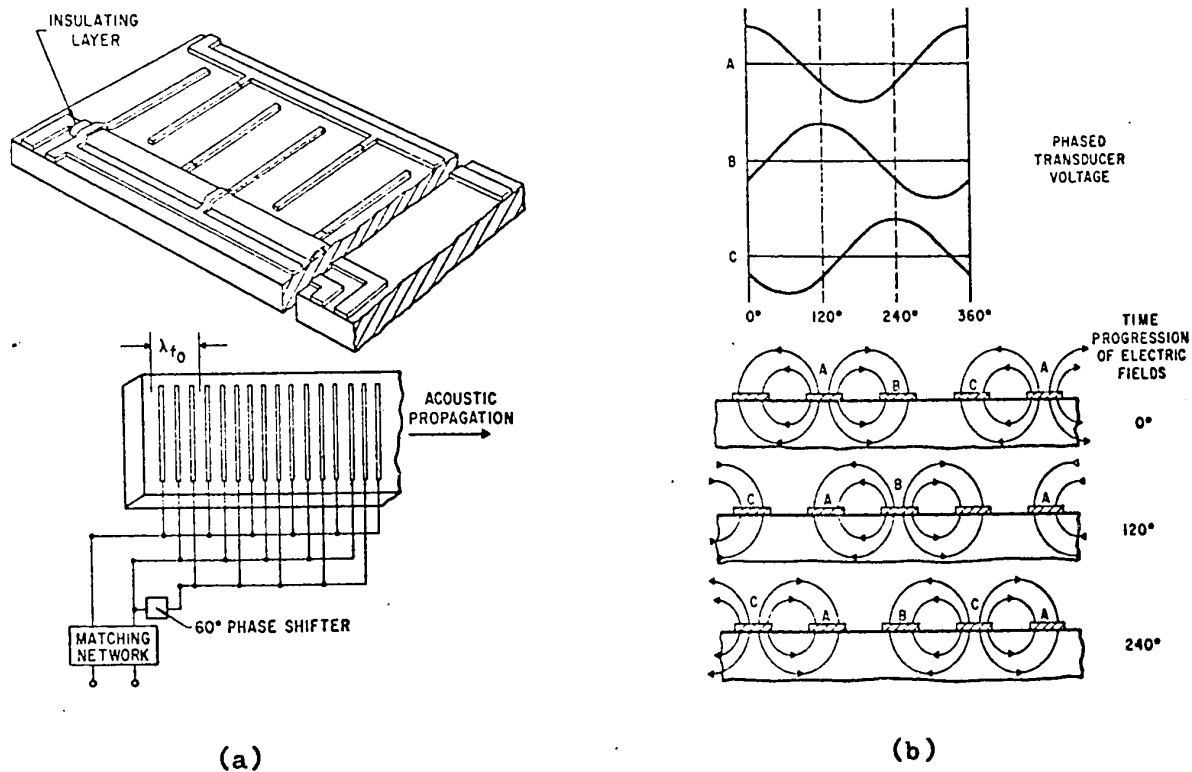 INSULATING
LAYER
λf0
ACOUSTIC
PROPAGATION
60° PHASE SHIFTER
MATCHING
NETWORK
(a)
A
B
C
PHASED
TRANSDUCER
VOLTAGE
0° 120° 240° 360°
TIME
PROGRESSION
OF ELECTRIC
FIELDS
A B C A
0°
C A B A
120°
C A B C A
240°
(b)